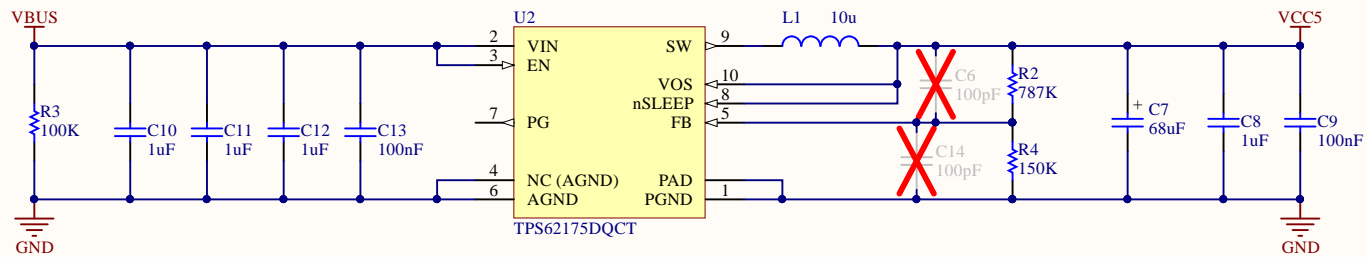 VBUS
U2
L1
10u
VCC5
2
VIN
SW
9
3
EN
VOS
10
nSLEEP
8
7
PG
FB
5
4
NC (AGND)
PAD
6
AGND
PGND
1
TPS62175DQCT
R3
100K
C10
1uF
C11
1uF
C12
1uF
C13
100nF
C6
100pF
C14
100pF
R2
787K
R4
150K
+
C7
68uF
C8
1uF
C9
100nF
GND
GND